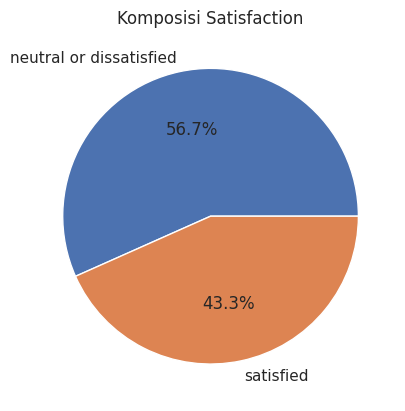 Komposisi Satisfaction
neutral or dissatisfied
56.7%
43.3%
satisfied